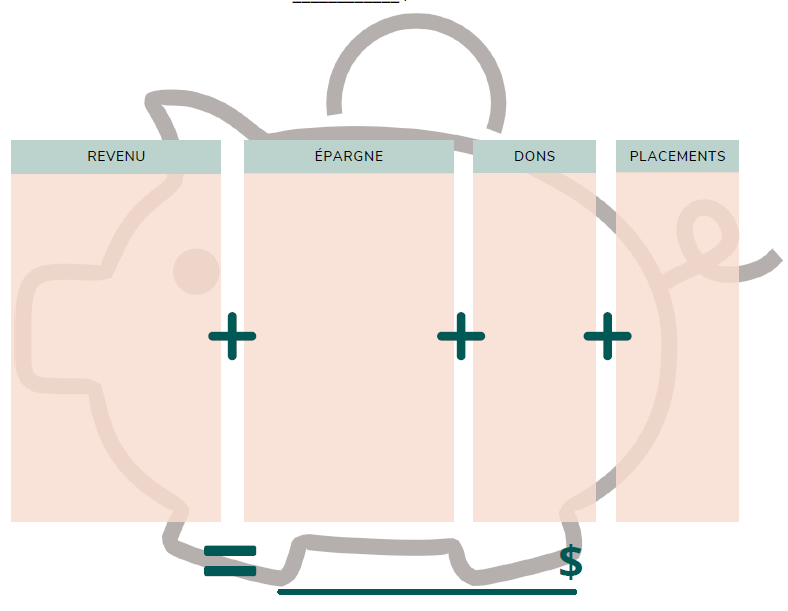 REVENU
ÉPARGNE
DONS
PLACEMENTS
+ + +
= $